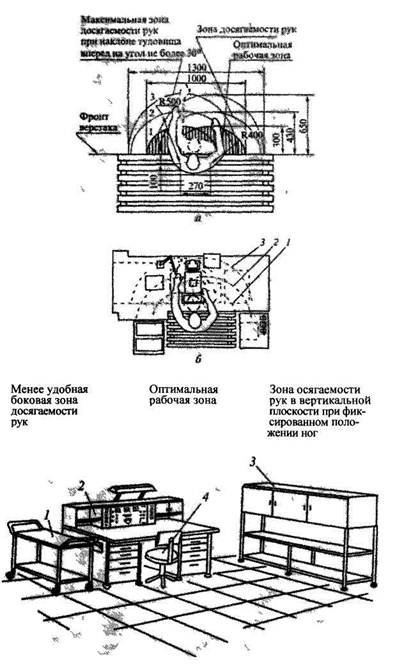 Максимальная зона
досягаемости рук
при наклоне туловища
вперед на угол не более 30°
Зона досягаемости рук
Оптимальная
рабочая зона
1300
1000
3
R500
2
1
R400
Фронт
верстака
300
430
650
100
270
а
3 2 1
в
Менее удобная
боковая зона
досягаемости
рук
Оптимальная
рабочая зона
Зона осягаемости
рук в вертикальной
плоскости при фик-
сированном поло-
жении ног
1
2
4
3